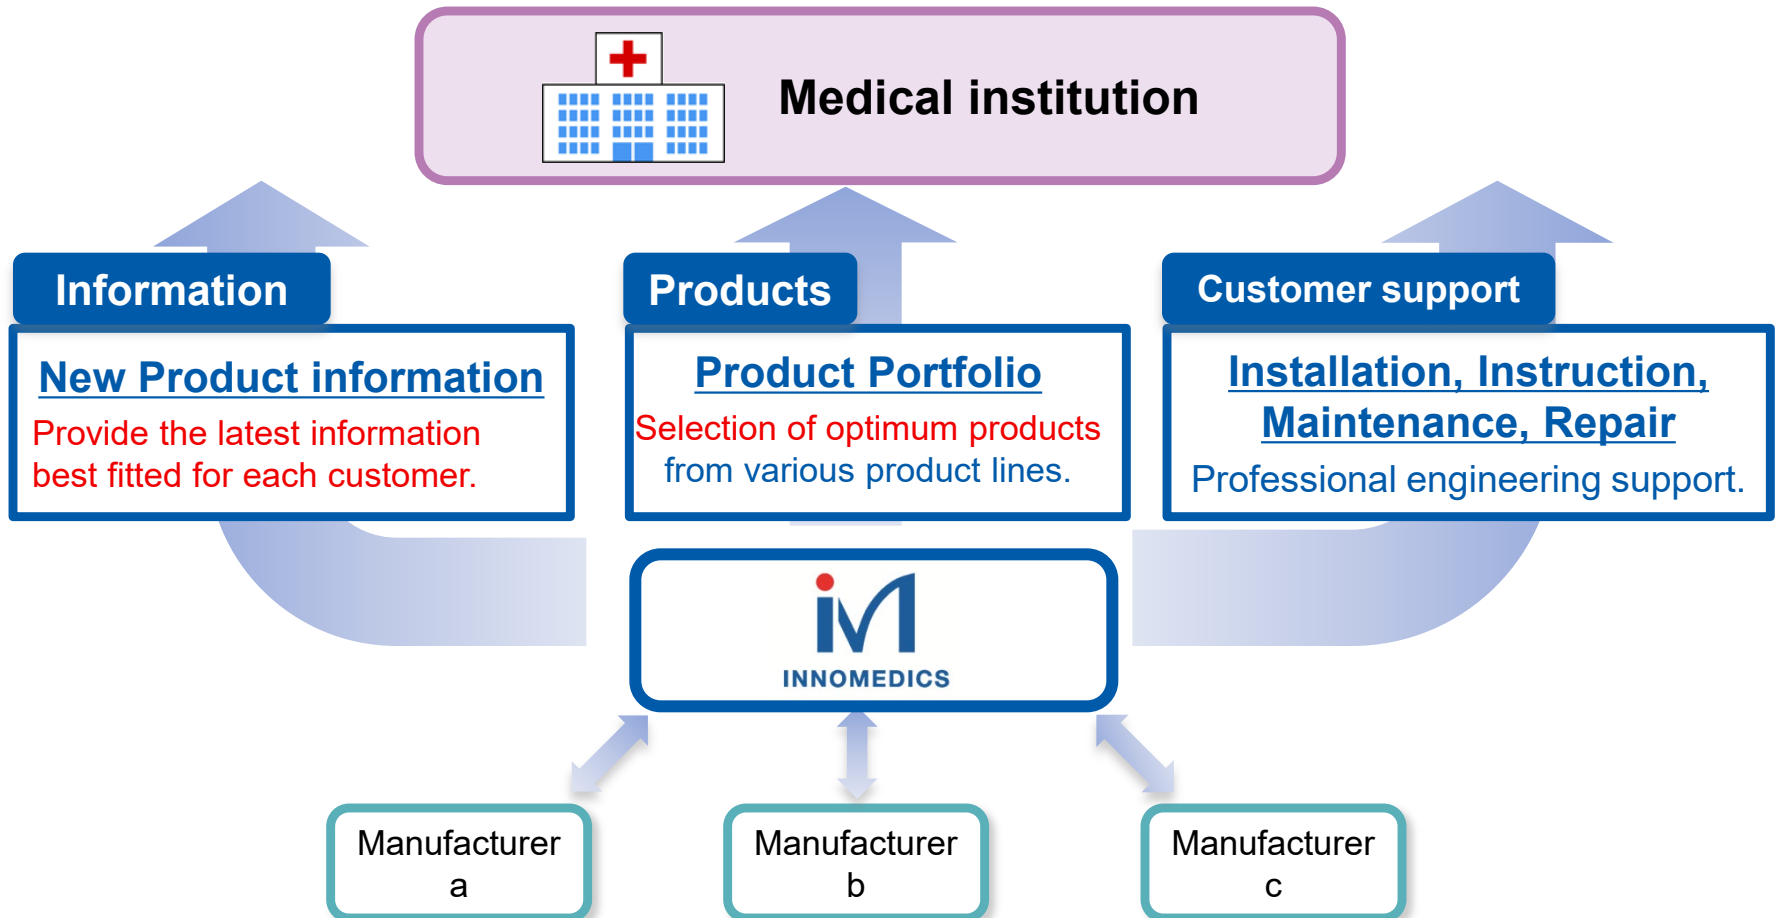 Medical institution
Information
New Product information
Provide the latest information
best fitted for each customer.
Products
Product Portfolio
Selection of optimum products
from various product lines.
Customer support
Installation, Instruction,
Maintenance, Repair
Professional engineering support.
iM
INNOMEDICS
Manufacturer
a
Manufacturer
b
Manufacturer
c